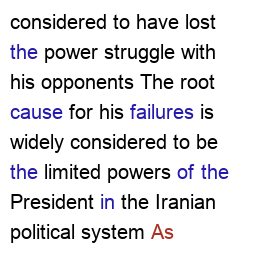 considered to have lost
the power struggle with
his opponents The root
cause for his failures is
widely considered to be
the limited powers of the
President in the Iranian
political system As